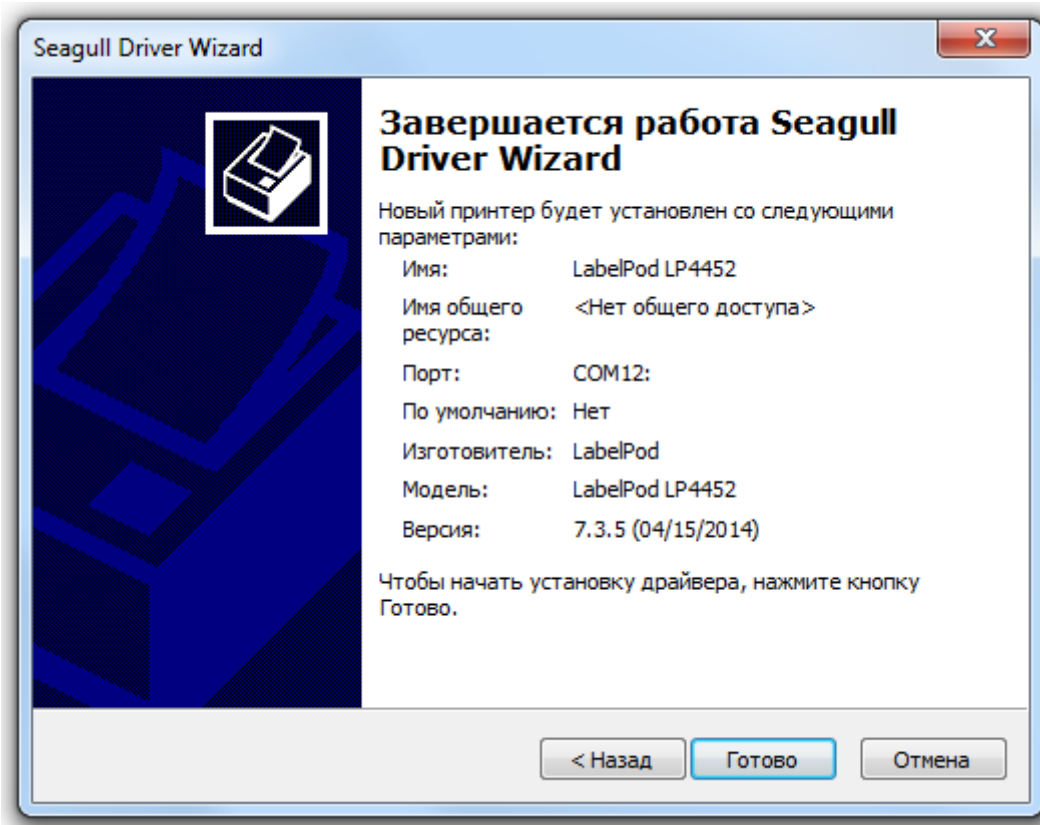 Seagull Driver Wizard
Завершается работа Seagull
Driver Wizard
Новый принтер будет установлен со следующими
параметрами:
Имя: LabelPod LP4452
Имя общего <Нет общего доступа>
ресурса:
Порт: COM12:
По умолчанию: Нет
Изготовитель: LabelPod
Модель: LabelPod LP4452
Версия: 7.3.5 (04/15/2014)
Чтобы начать установку драйвера, нажмите кнопку
Готово.
< Назад Готово Отмена